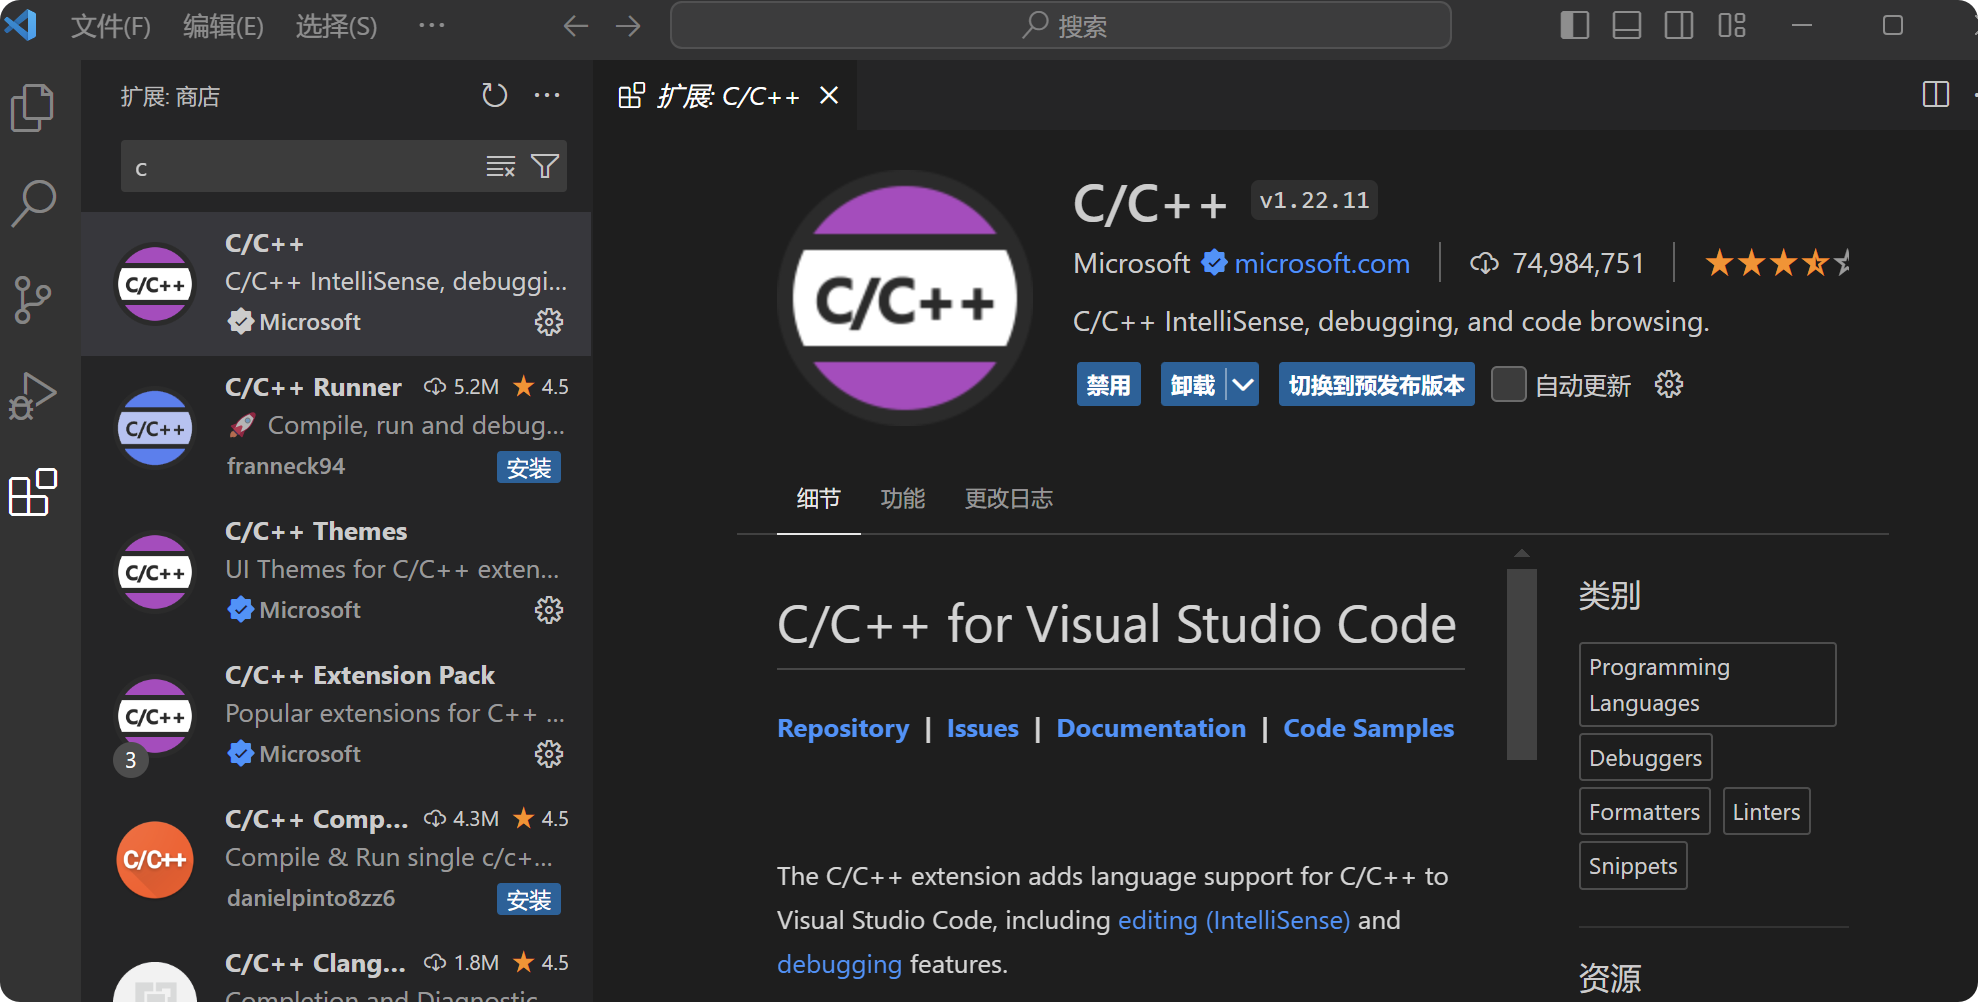 文件(F) 编辑(E) 选择(S) ··· 搜索
扩展: 商店
c
C/C++
C/C++ IntelliSense, debuggi...
Microsoft
C/C++ Runner 5.2M 4.5
Compile, run and debug...
franneck94 安装
C/C++ Themes
UI Themes for C/C++ exten...
Microsoft
C/C++ Extension Pack
Popular extensions for C++ ...
Microsoft
3
C/C++ Comp... 4.3M 4.5
Compile & Run single c/c+...
danielpinto8zz6 安装
C/C++ Clang... 1.8M 4.5
Completion and Diagnostic
C/C++
C/C++
C/C++
C/C++
C/C++
扩展: C/C++
C/C++
C/C++ v1.22.11
Microsoft microsoft.com 74,984,751
C/C++ IntelliSense, debugging, and code browsing.
禁用 卸载 切换到预发布版本 自动更新
细节 功能 更改日志
C/C++ for Visual Studio Code
Repository | Issues | Documentation | Code Samples
The C/C++ extension adds language support for C/C++ to
Visual Studio Code, including editing (IntelliSense) and
debugging features.
类别
Programming
Languages
Debuggers
Formatters Linters
Snippets
资源